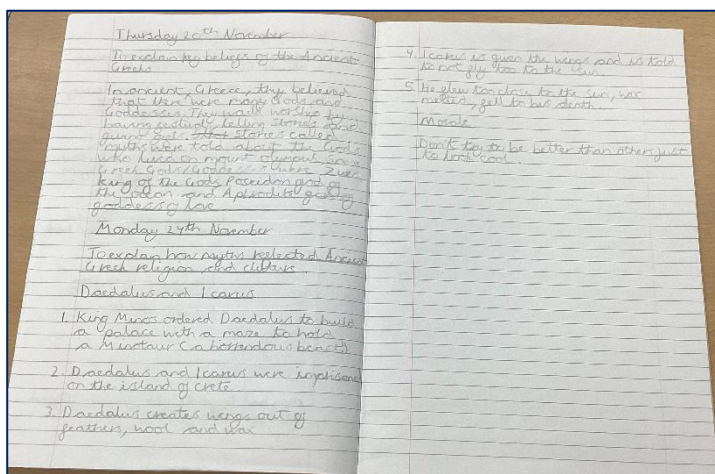 Thursday 20th November
To explain key beliefs of the Ancient
Greeks
In ancient, Greece, they believed
that there were many Gods and
Goddesses. They would worship by
having festivals, telling stories and
giving gifts. Stories called
myths were told about the Gods
who lived on mount olympus. Some
Greek Gods/Goddesses were Zues
king of the Gods Poseidon god of
the ocean and Aphrodite
goddess of love
Monday 24th November
To explain how myths reflected Ancient
Greek religion and culture
Daedalus and Icarus
1. King Minos ordered Daedalus to build
a palace with a maze to hold
a Minotaur (a horrendous beast)
2. Daedalus and Icarus were imprisoned
on the island of crete
3. Daedalus creates wings out of
feathers, wool and wax
4. Icarus is given the wings and is told
to not fly too to the sun
5. He flew too close to the sun, wax
melted, fell to his death.
Morale
Don't try to be better than others just
to look cool.